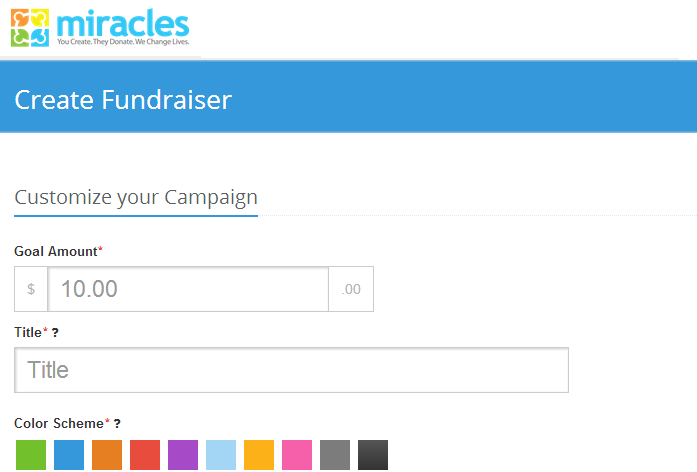 miracles
You Create. They Donate. We Change Lives.
Create Fundraiser
Customize your Campaign
Goal Amount*
$ 10.00 .00
Title* ?
Title
Color Scheme* ?